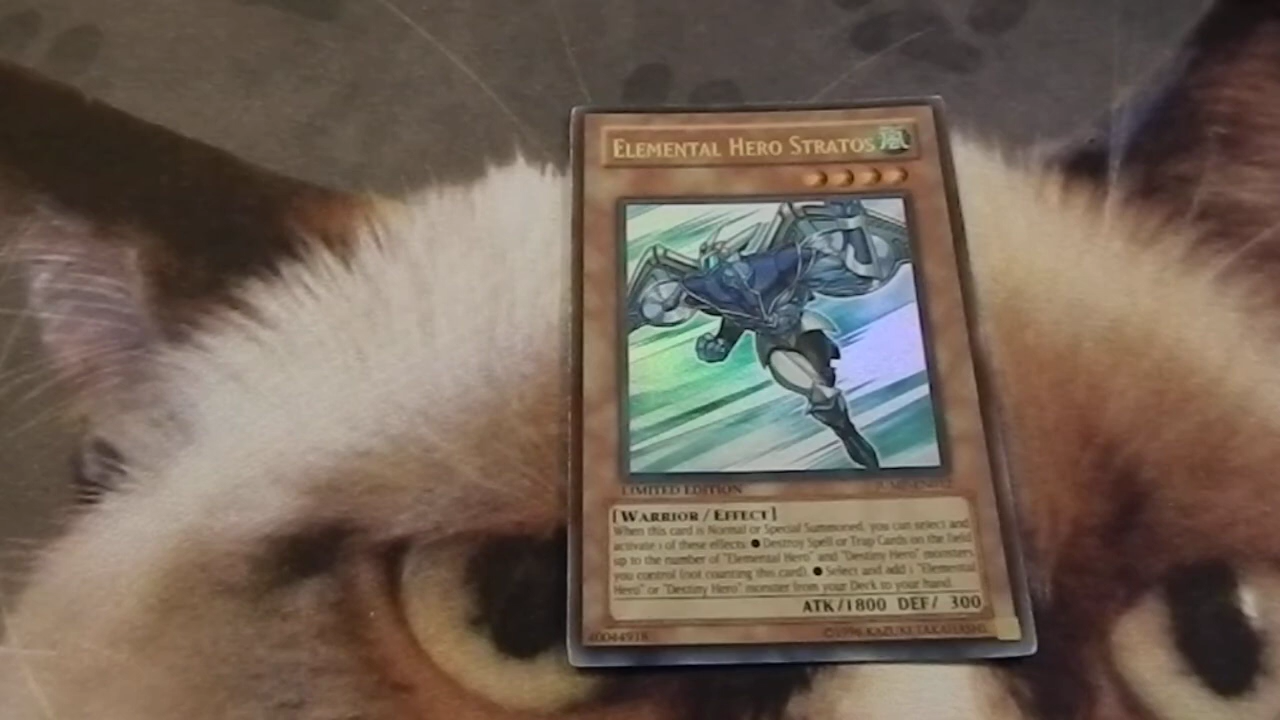 ELEMENTAL HERO STRATOS 風
LIMITED EDITION
[WARRIOR / EFFECT]
When this card is Normal or Special Summoned, you can select and
activate 1 of these effects. ●Destroy Spell or Trap Cards on the field
up to the number of "Elemental Hero" and "Destiny Hero" monsters
you control (not counting this card). ●Select and add 1 "Elemental
Hero" or "Destiny Hero" monster from your Deck to your hand.
ATK/1800 DEF/ 300
40044918 ©1996 KAZUKI TAKAHASHI